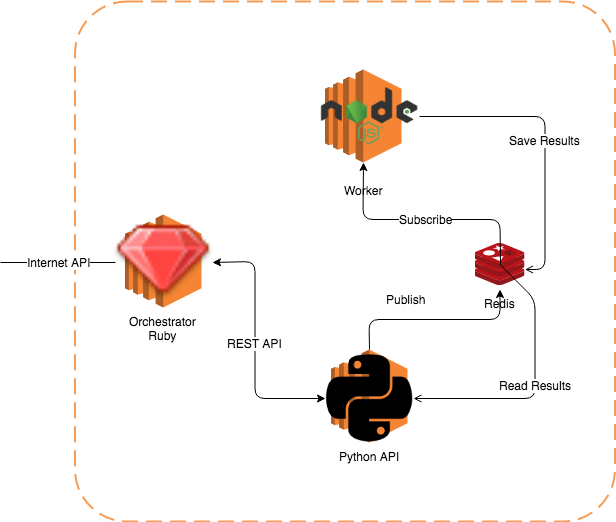 node
JS
Worker
Save Results
Subscribe
Internet API
Orchestrator
Ruby
Publish
Redis
REST API
Read Results
Python API